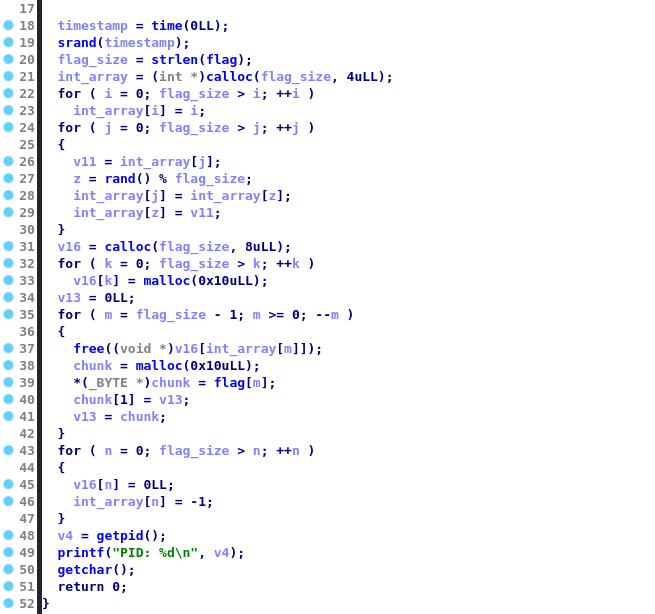 17
18 timestamp = time(0LL);
19 srand(timestamp);
20 flag_size = strlen(flag);
21 int_array = (int *)calloc(flag_size, 4uLL);
22 for ( i = 0; flag_size > i; ++i )
23 int_array[i] = i;
24 for ( j = 0; flag_size > j; ++j )
25 {
26 v11 = int_array[j];
27 z = rand() % flag_size;
28 int_array[j] = int_array[z];
29 int_array[z] = v11;
30 }
31 v16 = calloc(flag_size, 8uLL);
32 for ( k = 0; flag_size > k; ++k )
33 v16[k] = malloc(0x10uLL);
34 v13 = 0LL;
35 for ( m = flag_size - 1; m >= 0; --m )
36 {
37 free((void *)v16[int_array[m]]);
38 chunk = malloc(0x10uLL);
39 *(_BYTE *)chunk = flag[m];
40 chunk[1] = v13;
41 v13 = chunk;
42 }
43 for ( n = 0; flag_size > n; ++n )
44 {
45 v16[n] = 0LL;
46 int_array[n] = -1;
47 }
48 v4 = getpid();
49 printf("PID: %d\n", v4);
50 getchar();
51 return 0;
52 }